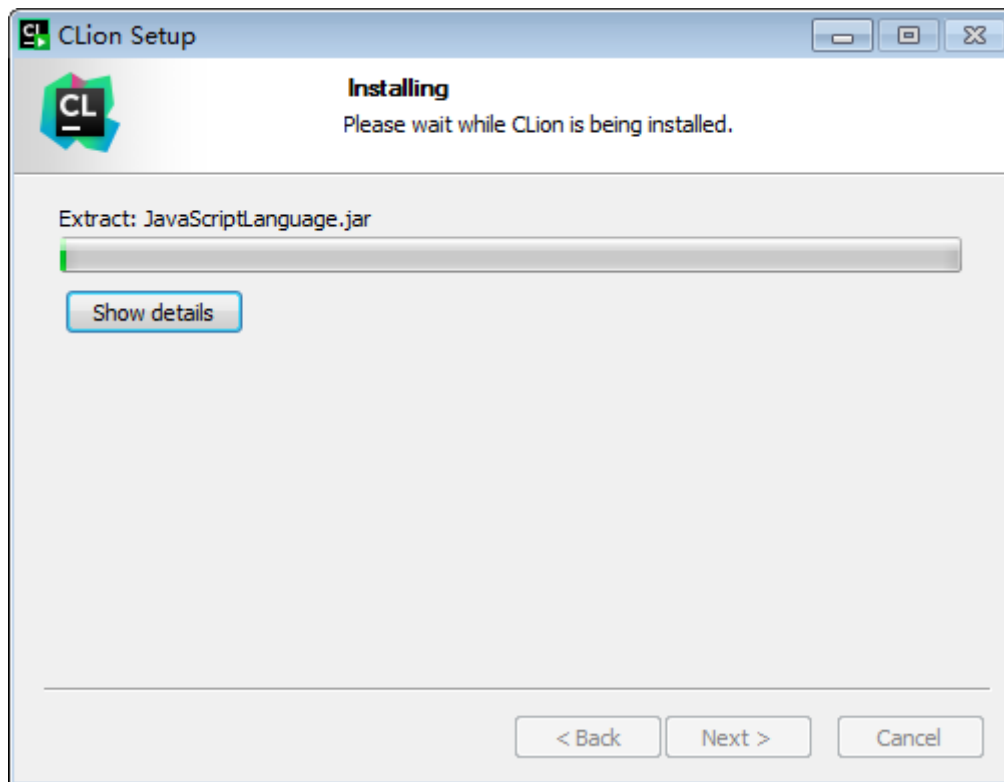 CL
CLion Setup
CL
Installing
Please wait while CLion is being installed.
Extract: JavaScriptLanguage.jar
Show details
< Back
Next >
Cancel